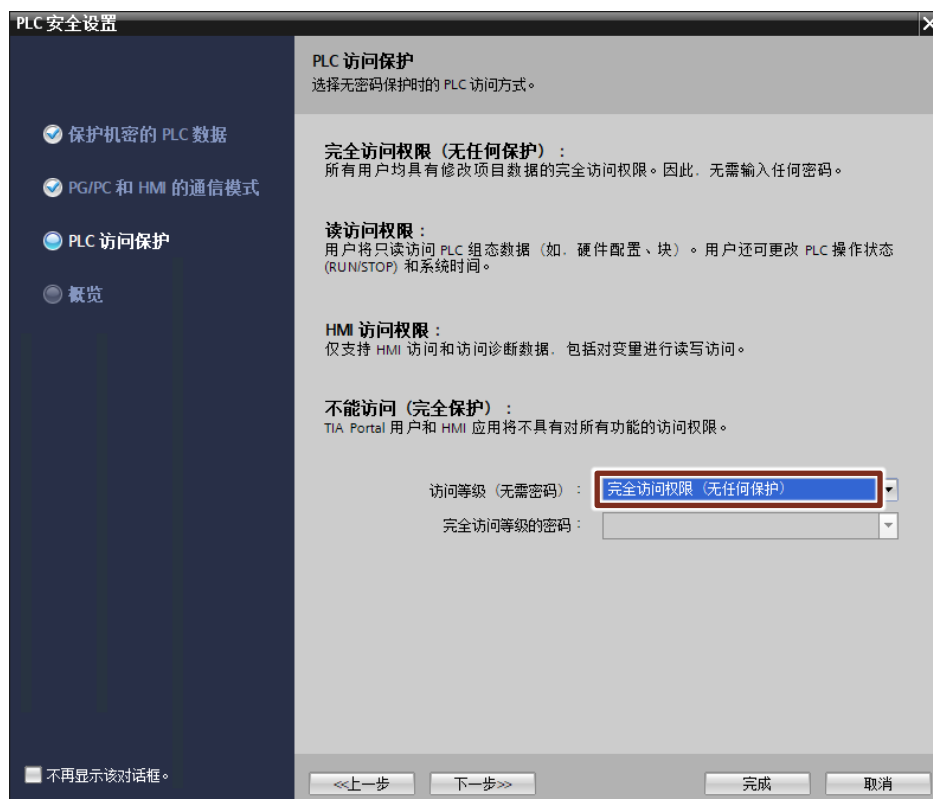 PLC 安全设置
PLC 访问保护
选择无密码保护时的 PLC 访问方式。
保护机密的 PLC 数据
PG/PC 和 HMI 的通信模式
PLC 访问保护
概览
完全访问权限（无任何保护）：
所有用户均具有修改项目数据的完全访问权限。因此，无需输入任何密码。
读访问权限：
用户将只读访问 PLC 组态数据（如，硬件配置、块）。用户还可更改 PLC 操作状态
(RUN/STOP) 和系统时间。
HMI 访问权限：
仅支持 HMI 访问和访问诊断数据，包括对变量进行读写访问。
不能访问（完全保护）：
TIA Portal 用户和 HMI 应用将不具有对所有功能的访问权限。
访问等级（无需密码）： 完全访问权限（无任何保护）
完全访问等级的密码：
不再显示该对话框。
<<上一步 下一步>> 完成 取消